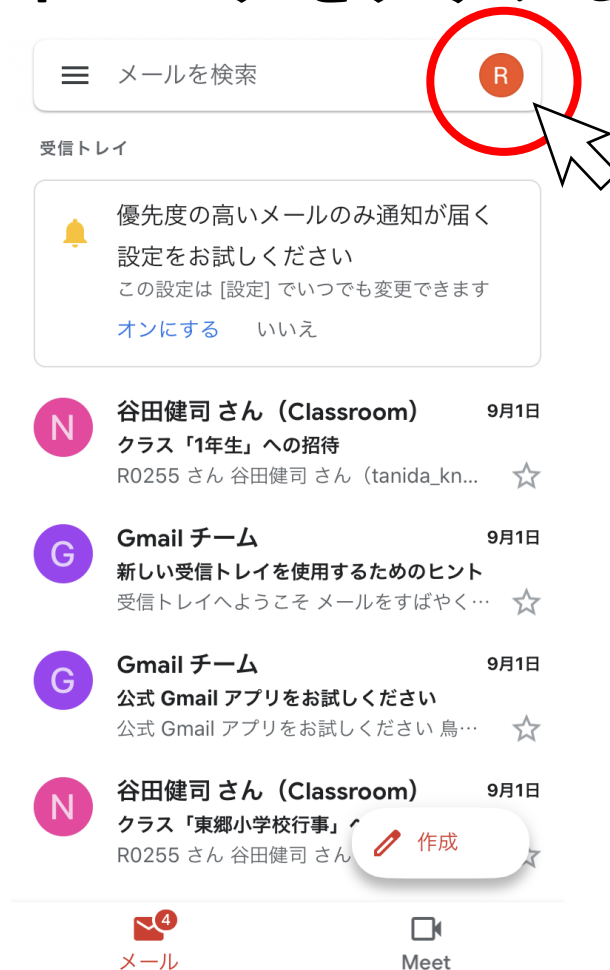 メールを検索
R
受信トレイ
優先度の高いメールのみ通知が届く
設定をお試しください
この設定は [設定] でいつでも変更できます
オンにする いいえ
N
谷田健司 さん（Classroom） 9月1日
クラス「1年生」への招待
R0255 さん 谷田健司 さん（tanida_kn...
G
Gmail チーム 9月1日
新しい受信トレイを使用するためのヒント
受信トレイへようこそ メールをすばやく…
G
Gmail チーム 9月1日
公式 Gmail アプリをお試しください
公式 Gmail アプリをお試しください 鳥…
N
谷田健司 さん（Classroom） 9月1日
クラス「東郷小学校行事」
R0255 さん 谷田健司 さん
作成
4
メール
Meet